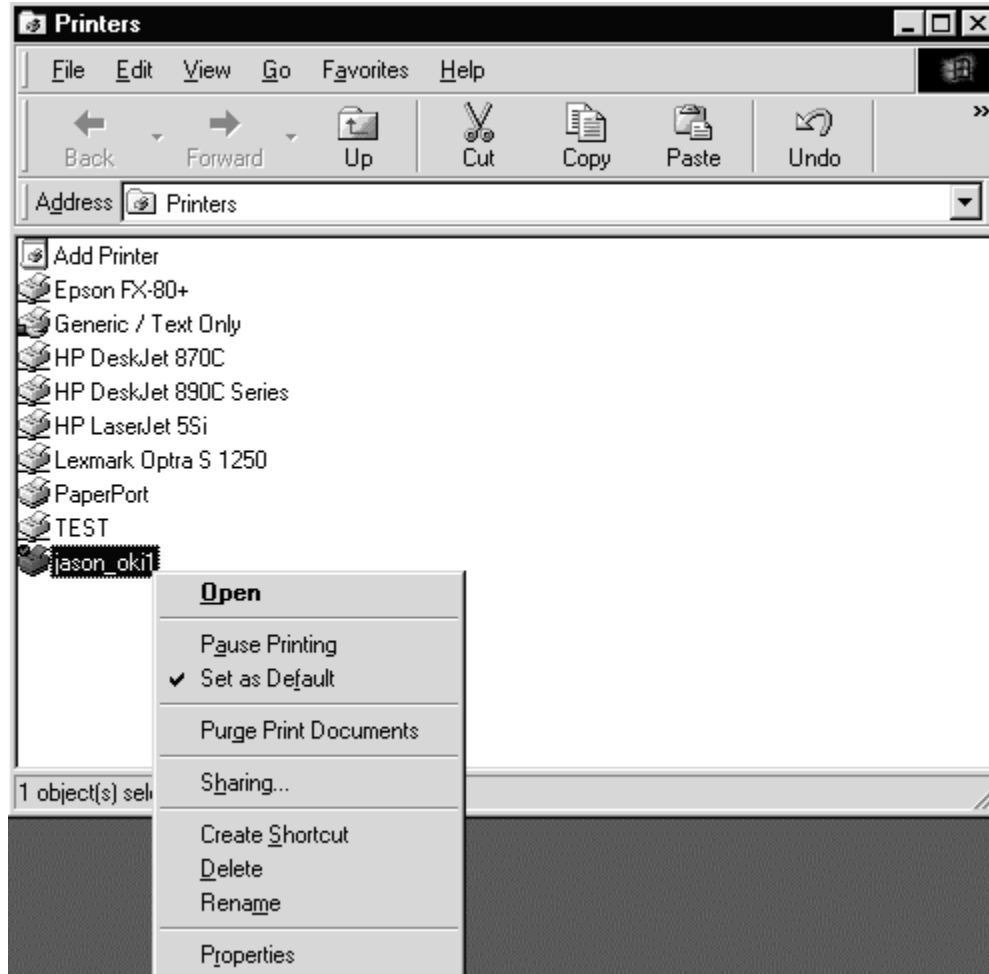 Printers
File Edit View Go Favorites Help
Back Forward Up Cut Copy Paste Undo »
Address Printers
Add Printer
Epson FX-80+
Generic / Text Only
HP DeskJet 870C
HP DeskJet 890C Series
HP LaserJet 5Si
Lexmark Optra S 1250
PaperPort
TEST
jason_oki1
Open
Pause Printing
Set as Default
Purge Print Documents
Sharing...
1 object(s)
Create Shortcut
Delete
Rename
Properties